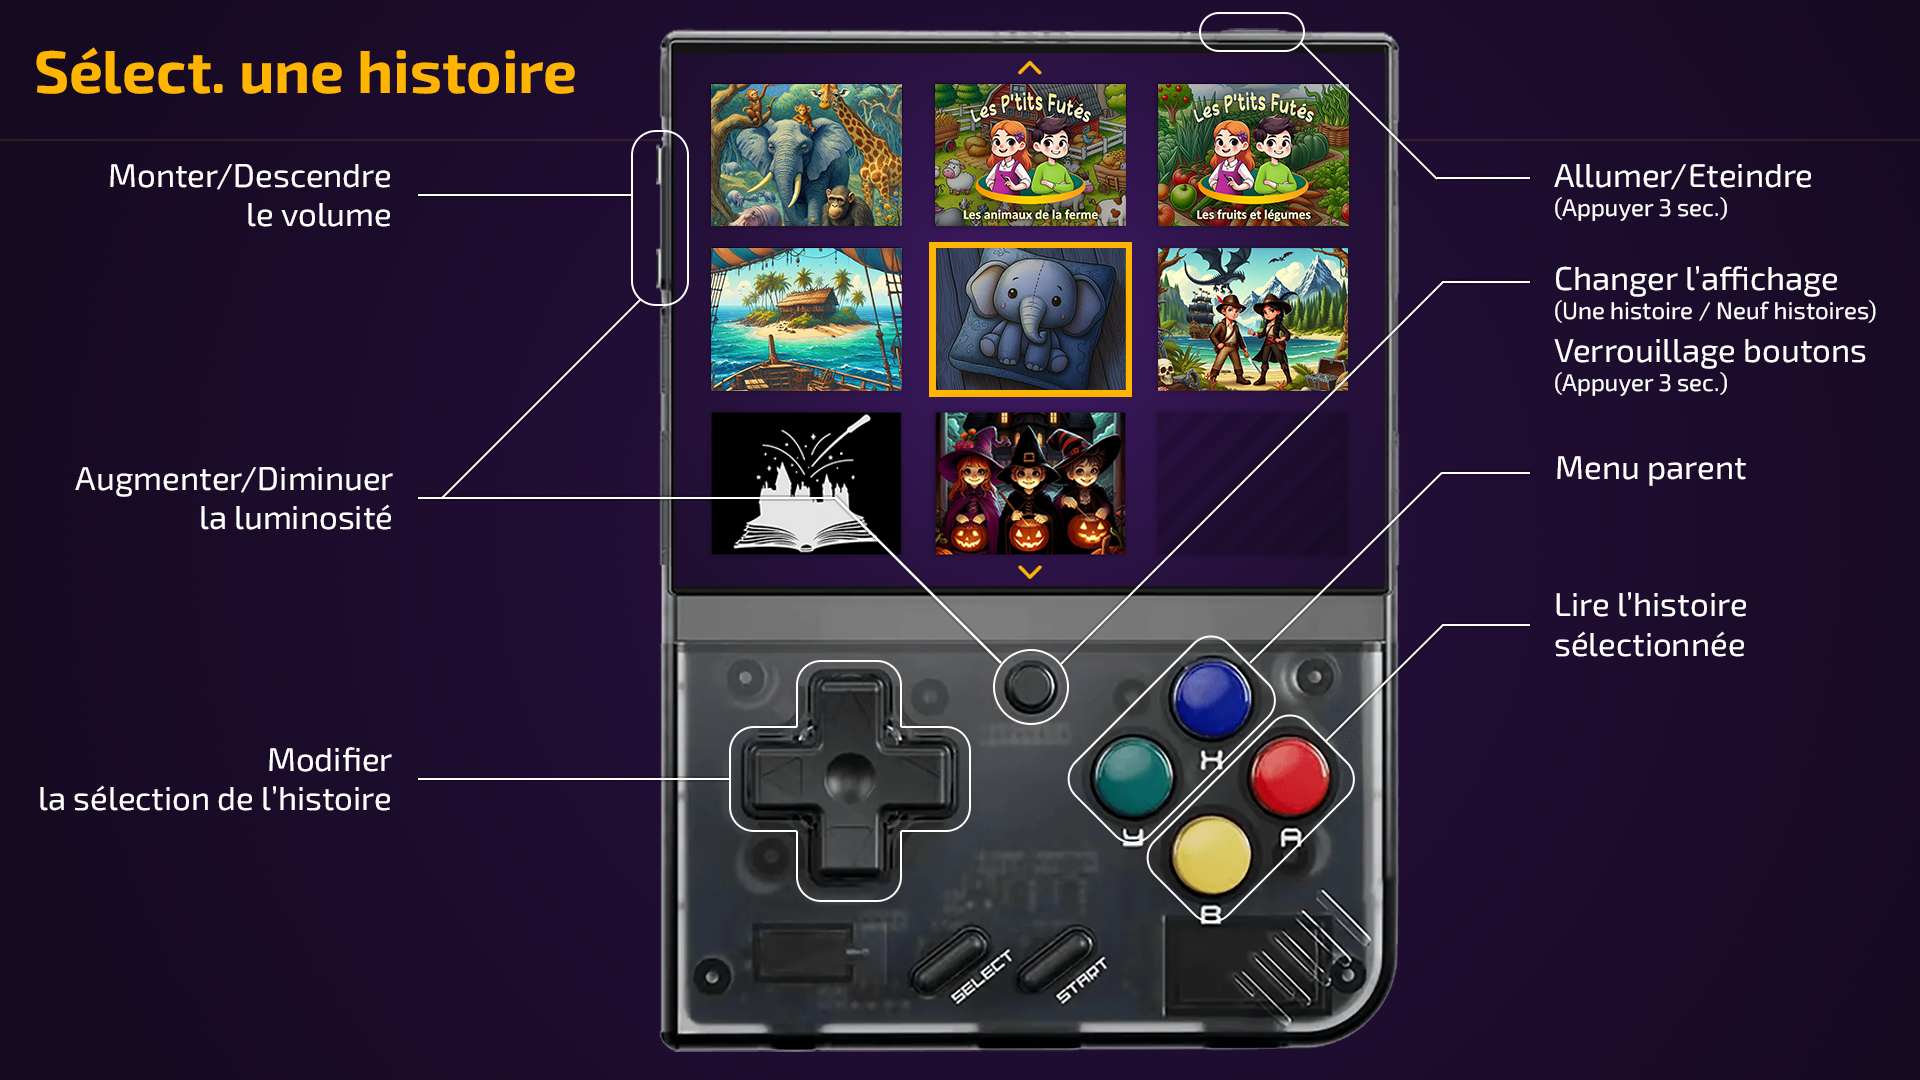 Sélect. une histoire
Monter/Descendre
le volume
Augmenter/Diminuer
la luminosité
Modifier
la sélection de l'histoire
Les P'tits Futés
Les animaux de la ferme
Les P'tits Futés
Les fruits et légumes
X
Y
A
B
SELECT
START
Allumer/Eteindre
(Appuyer 3 sec.)
Changer l'affichage
(Une histoire / Neuf histoires)
Verrouillage boutons
(Appuyer 3 sec.)
Menu parent
Lire l'histoire
sélectionnée